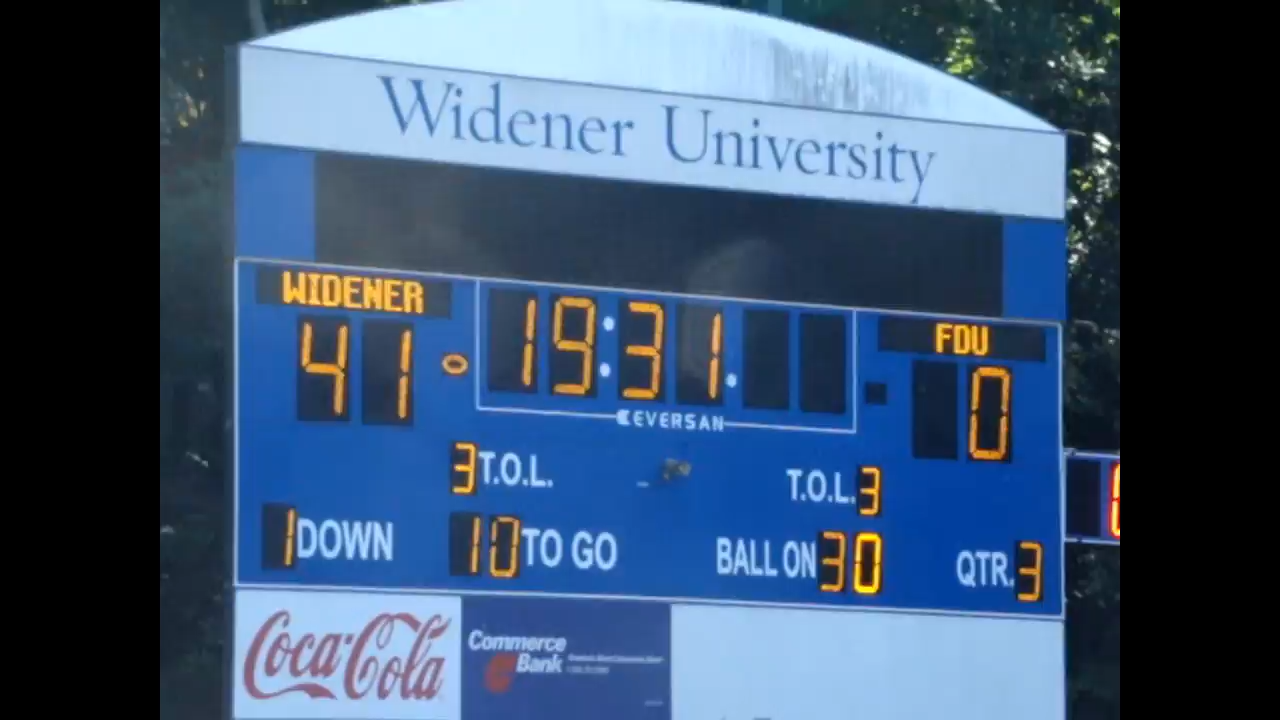 Widener University
WIDENER
41
19:31.
FDU
0
EVERSAN
3 T.O.L.
T.O.L. 3
1 DOWN
10 TO GO
BALL ON 30
QTR. 3
Coca-Cola
Commerce
Bank